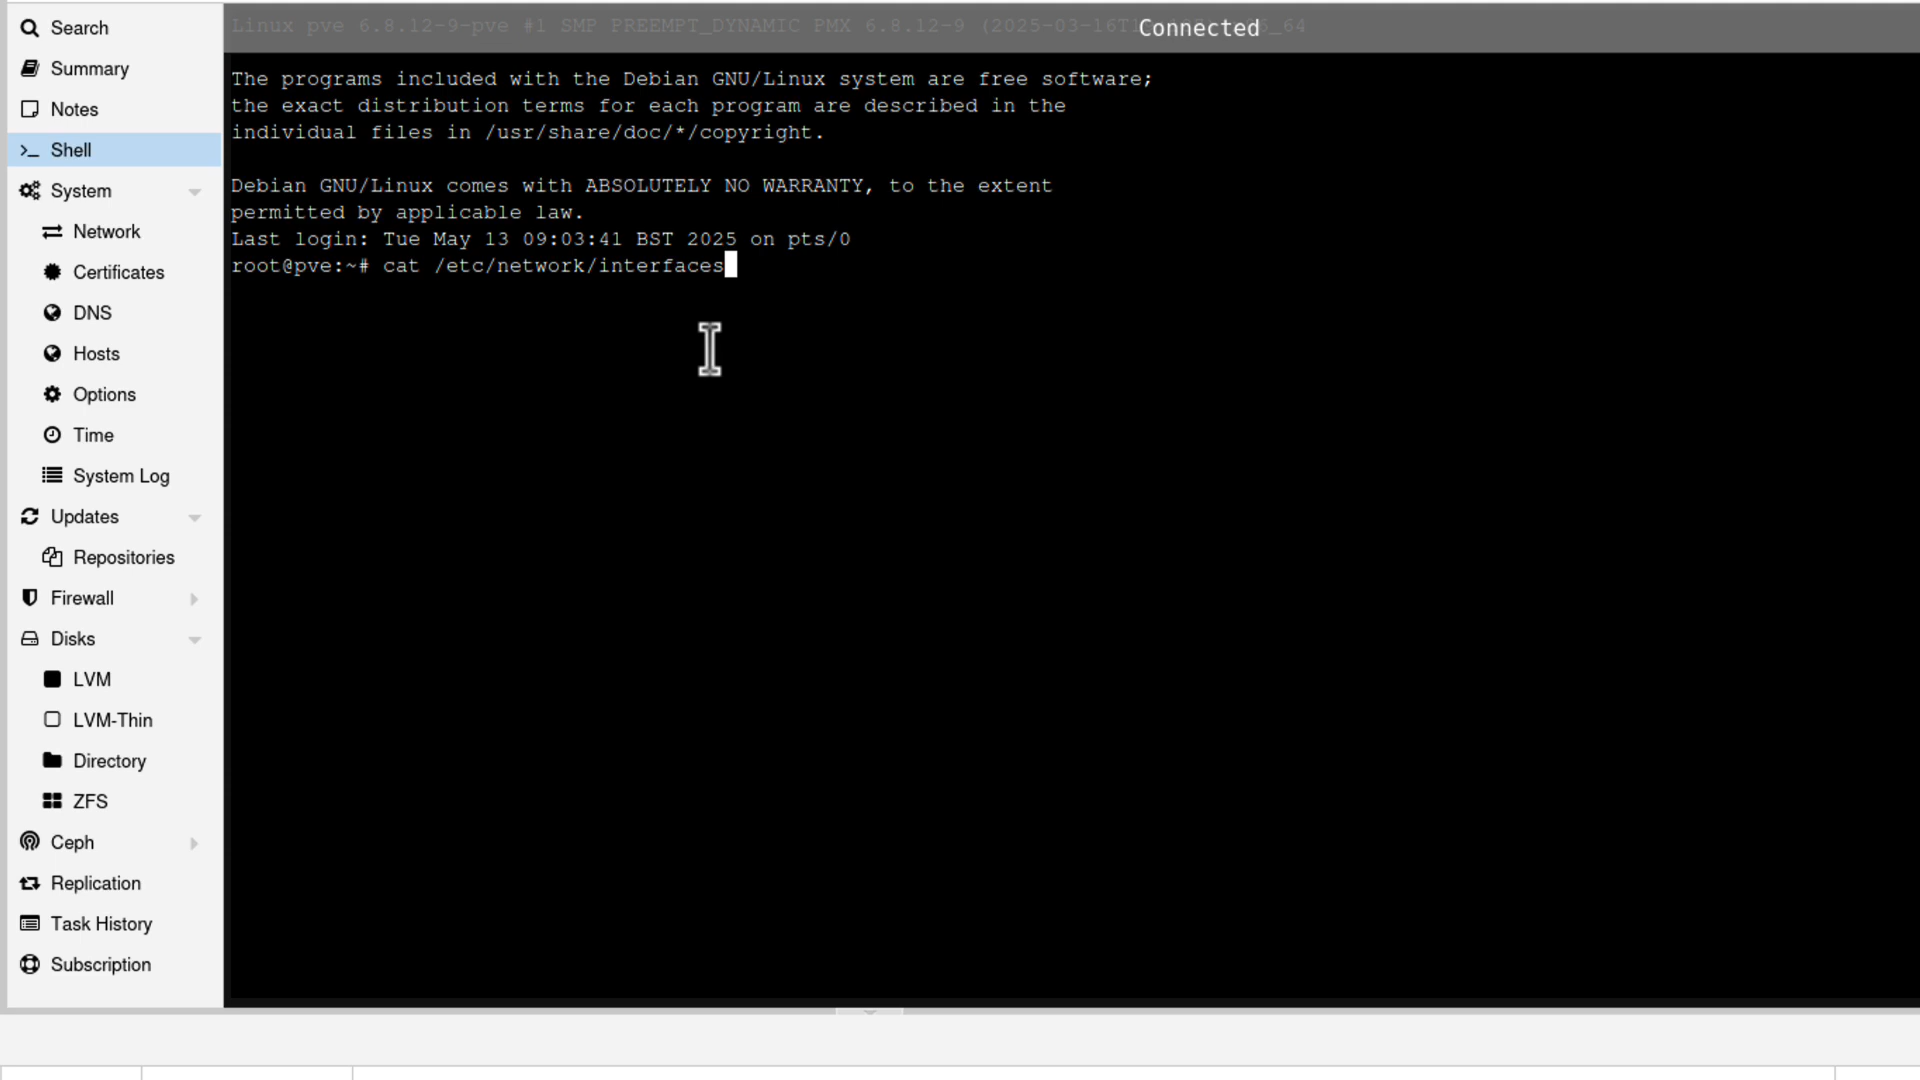 Search
Summary
Notes
Shell
System
Network
Certificates
DNS
Hosts
Options
Time
System Log
Updates
Repositories
Firewall
Disks
LVM
LVM-Thin
Directory
ZFS
Ceph
Replication
Task History
Subscription
Linux pve 6.8.12-9-pve #1 SMP PREEMPT_DYNAMIC PMX 6.8.12-9 (2025-03-16T
Connected
The programs included with the Debian GNU/Linux system are free software;
the exact distribution terms for each program are described in the
individual files in /usr/share/doc/*/copyright.
Debian GNU/Linux comes with ABSOLUTELY NO WARRANTY, to the extent
permitted by applicable law.
Last login: Tue May 13 09:03:41 BST 2025 on pts/0
root@pve:~# cat /etc/network/interfaces